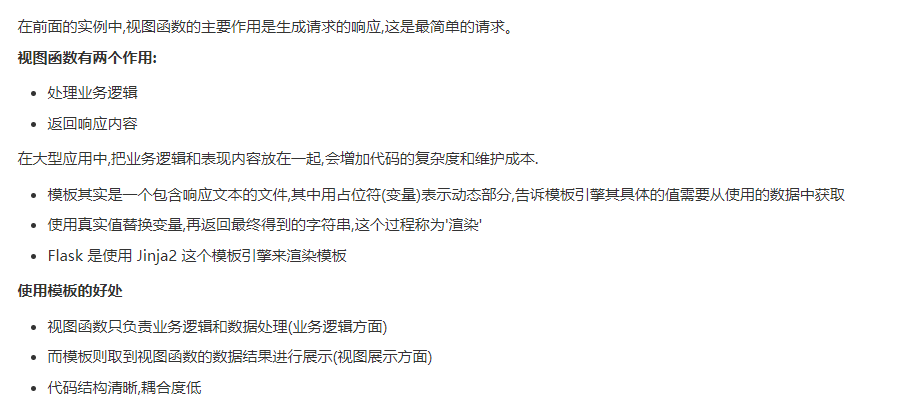 在前面的实例中,视图函数的主要作用是生成请求的响应,这是最简单的请求。
视图函数有两个作用:
处理业务逻辑
返回响应内容
在大型应用中,把业务逻辑和表现内容放在一起,会增加代码的复杂度和维护成本.
模板其实是一个包含响应文本的文件,其中用占位符(变量)表示动态部分,告诉模板引擎其具体的值需要从使用的数据中获取
使用真实值替换变量,再返回最终得到的字符串,这个过程称为'渲染'
Flask 是使用 Jinja2 这个模板引擎来渲染模板
使用模板的好处
视图函数只负责业务逻辑和数据处理(业务逻辑方面)
而模板则取到视图函数的数据结果进行展示(视图展示方面)
代码结构清晰,耦合度低